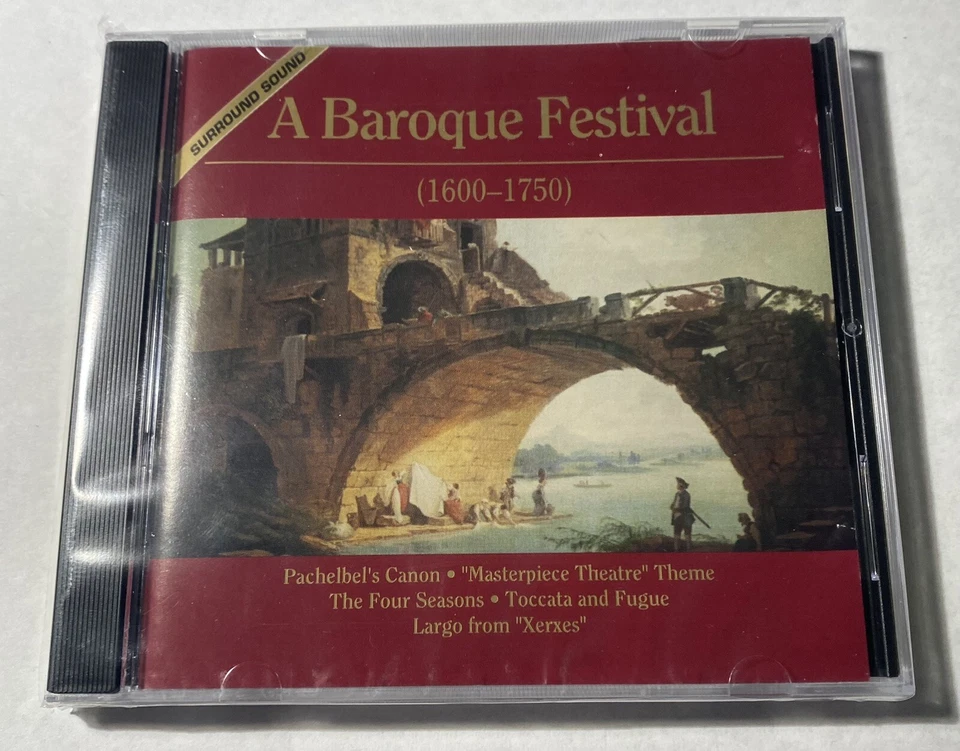 SURROUND SOUND
A Baroque Festival
(1600–1750)
Pachelbel's Canon • "Masterpiece Theatre" Theme
The Four Seasons • Toccata and Fugue
Largo from "Xerxes"